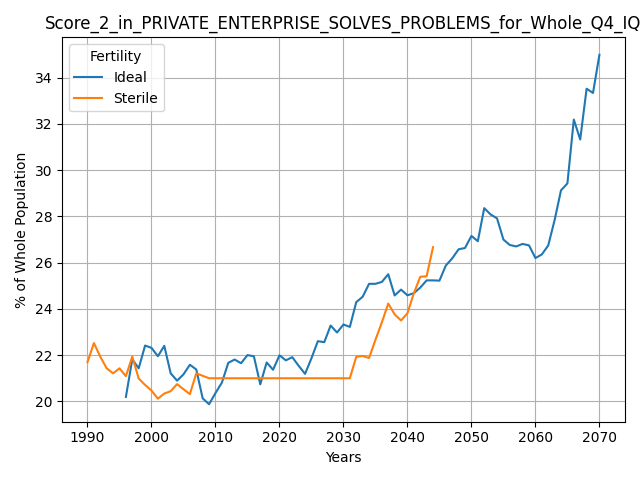 Score_2_in_PRIVATE_ENTERPRISE_SOLVES_PROBLEMS_for_Whole_Q4_IQ
Fertility
Ideal
Sterile
% of Whole Population
34
32
30
28
26
24
22
20
1990 2000 2010 2020 2030 2040 2050 2060 2070
Years